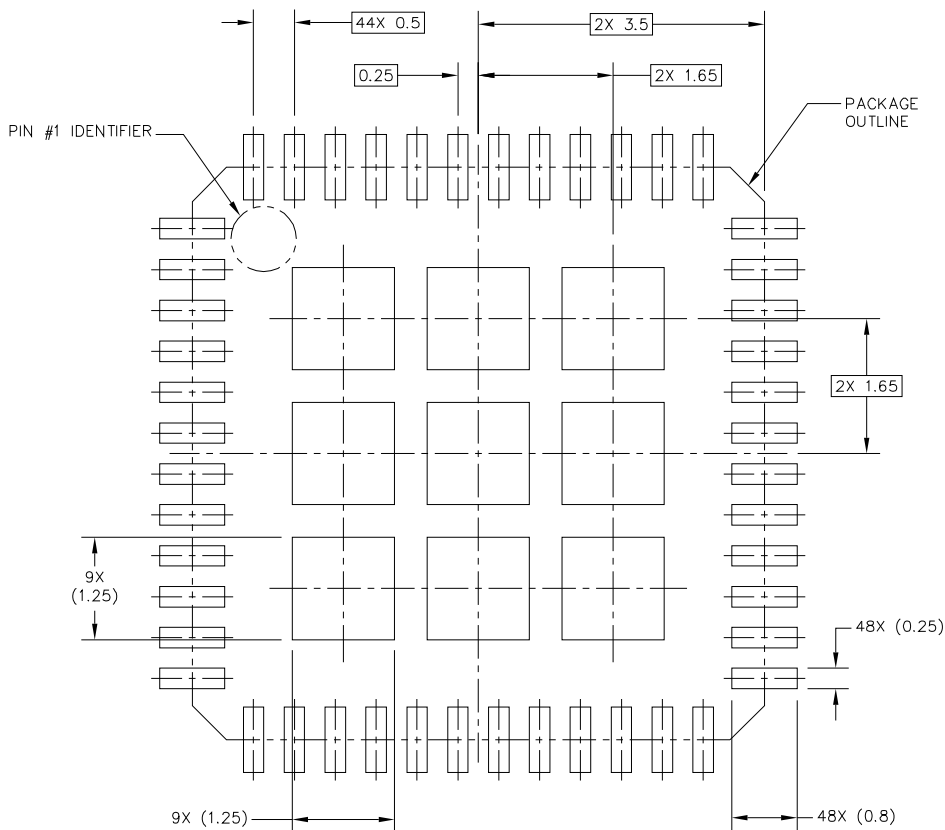 44X 0.5
2X 3.5
0.25
2X 1.65
PIN #1 IDENTIFIER
PACKAGE
OUTLINE
2X 1.65
9X
(1.25)
48X (0.25)
9X (1.25)
48X (0.8)